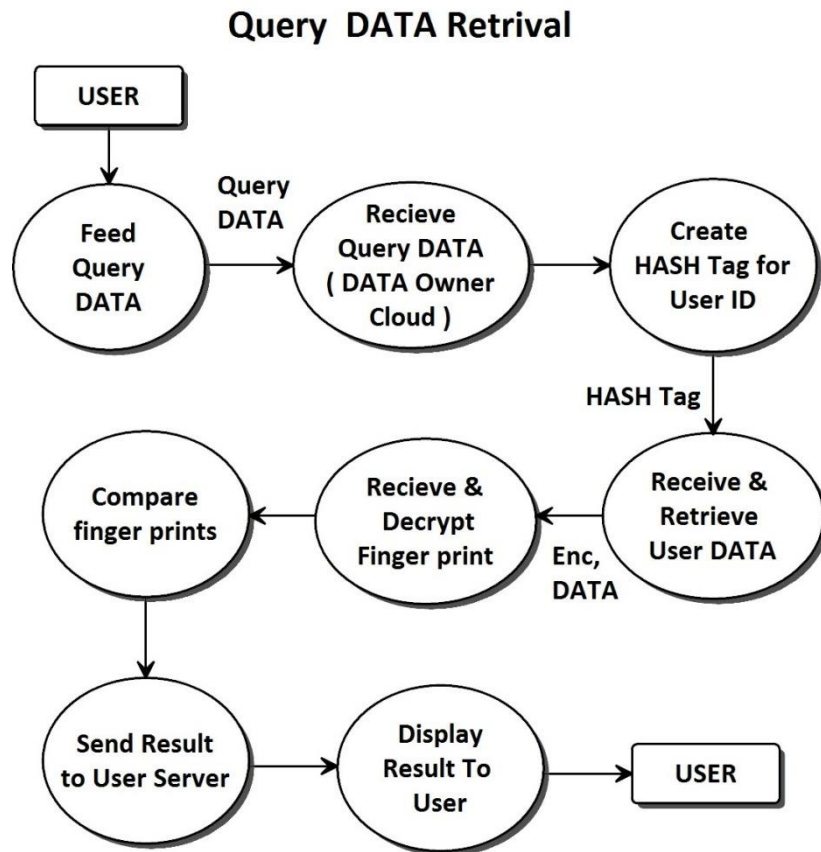 Query DATA Retrival
USER
Feed
Query
DATA
Query
DATA
Recieve
Query DATA
( DATA Owner
Cloud )
Create
HASH Tag for
User ID
HASH Tag
Receive &
Retrieve
User DATA
Enc,
DATA
Recieve &
Decrypt
Finger print
Compare
finger prints
Send Result
to User Server
Display
Result To
User
USER